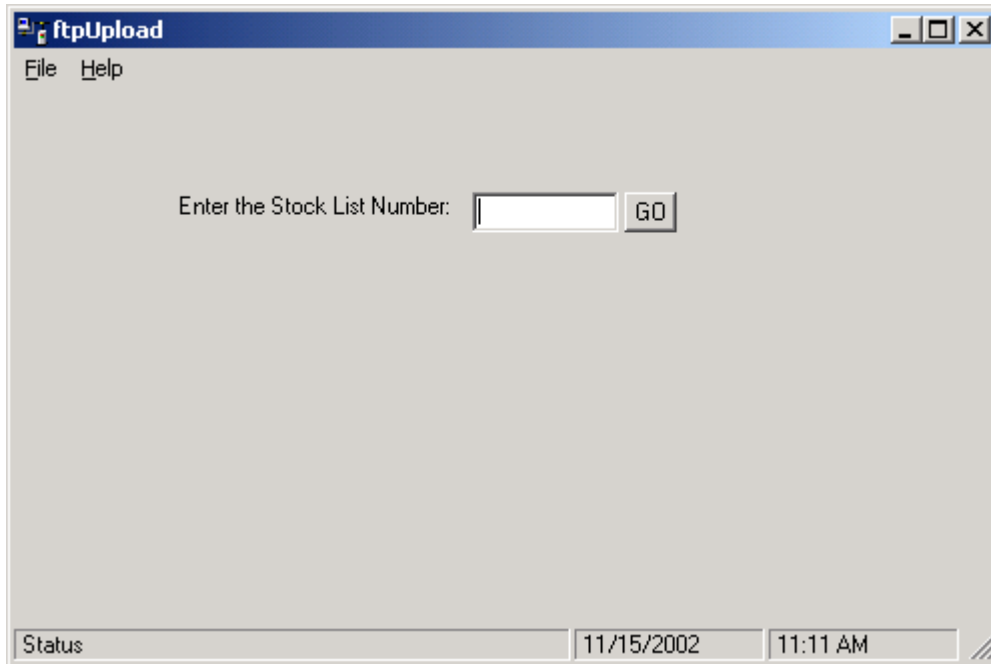 ftpUpload
File Help
Enter the Stock List Number: GO
Status 11/15/2002 11:11 AM